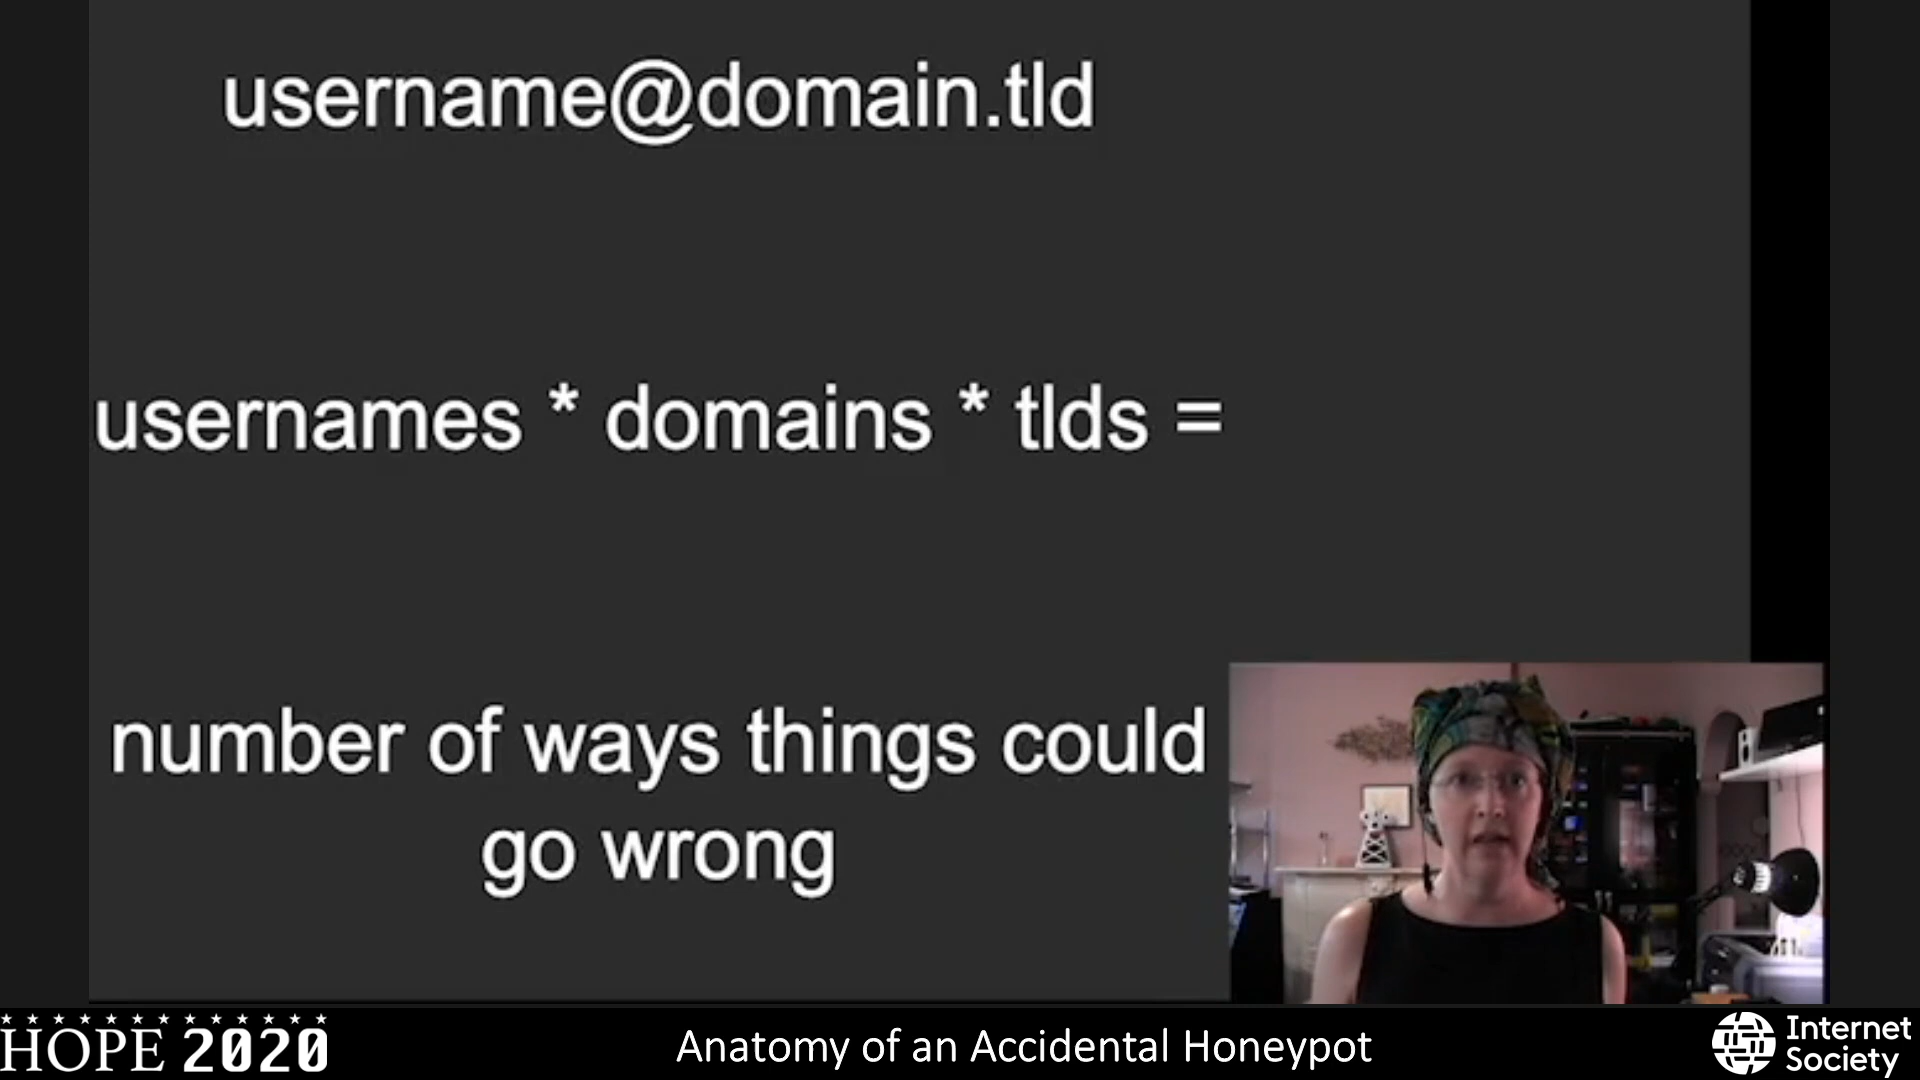 username@domain.tld
usernames * domains * tlds =
number of ways things could
go wrong
HOPE 2020
Anatomy of an Accidental Honeypot
Internet
Society